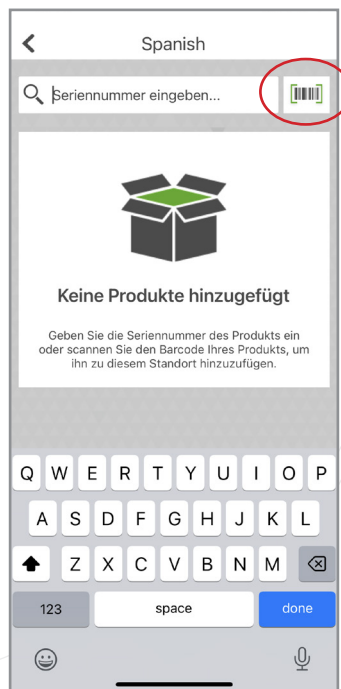 Spanish
Seriennummer eingeben...
Keine Produkte hinzugefügt
Geben Sie die Seriennummer des Produkts ein
oder scannen Sie den Barcode Ihres Produkts, um
ihn zu diesem Standort hinzuzufügen.
Q W E R T Y U I O P
A S D F G H J K L
Z X C V B N M
123 space done